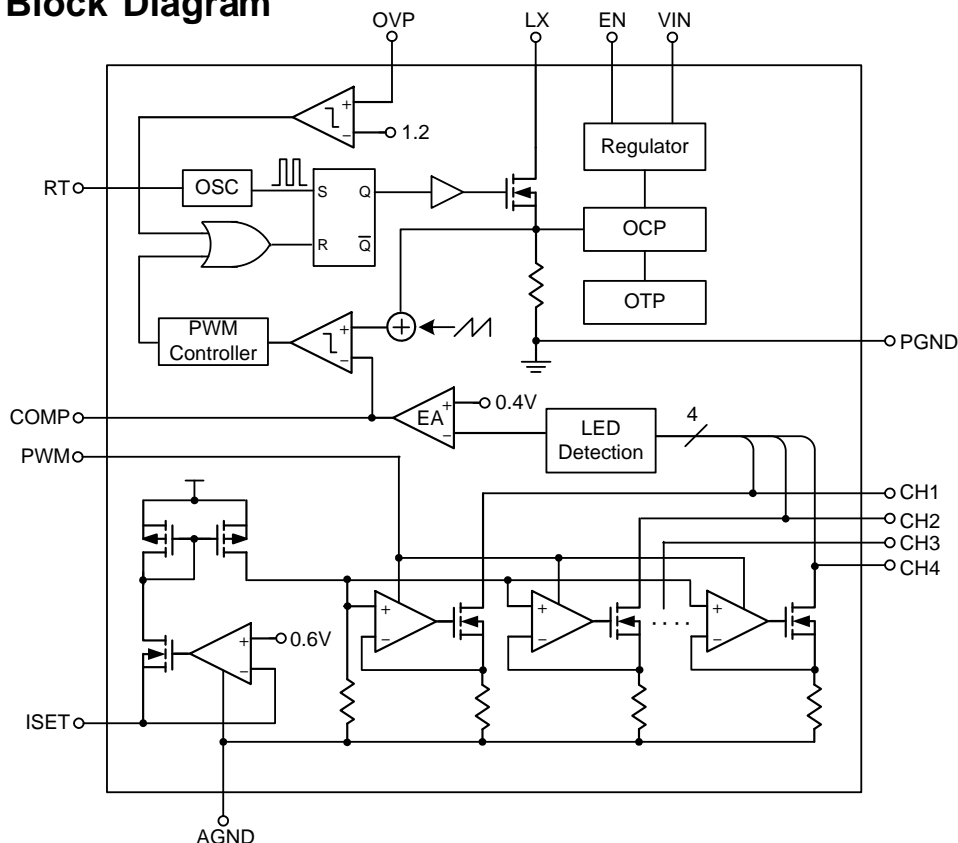 Block Diagram
OVP LX EN VIN
+
−
1.2
Regulator
RT
OSC
S Q
R Q
OCP
OTP
PWM
Controller
+
−
+
PGND
COMP
EA
+
−
0.4V
LED
Detection
4
PWM
CH1
CH2
CH3
CH4
+
−
+
−
....
+
−
+
−
0.6V
ISET
AGND